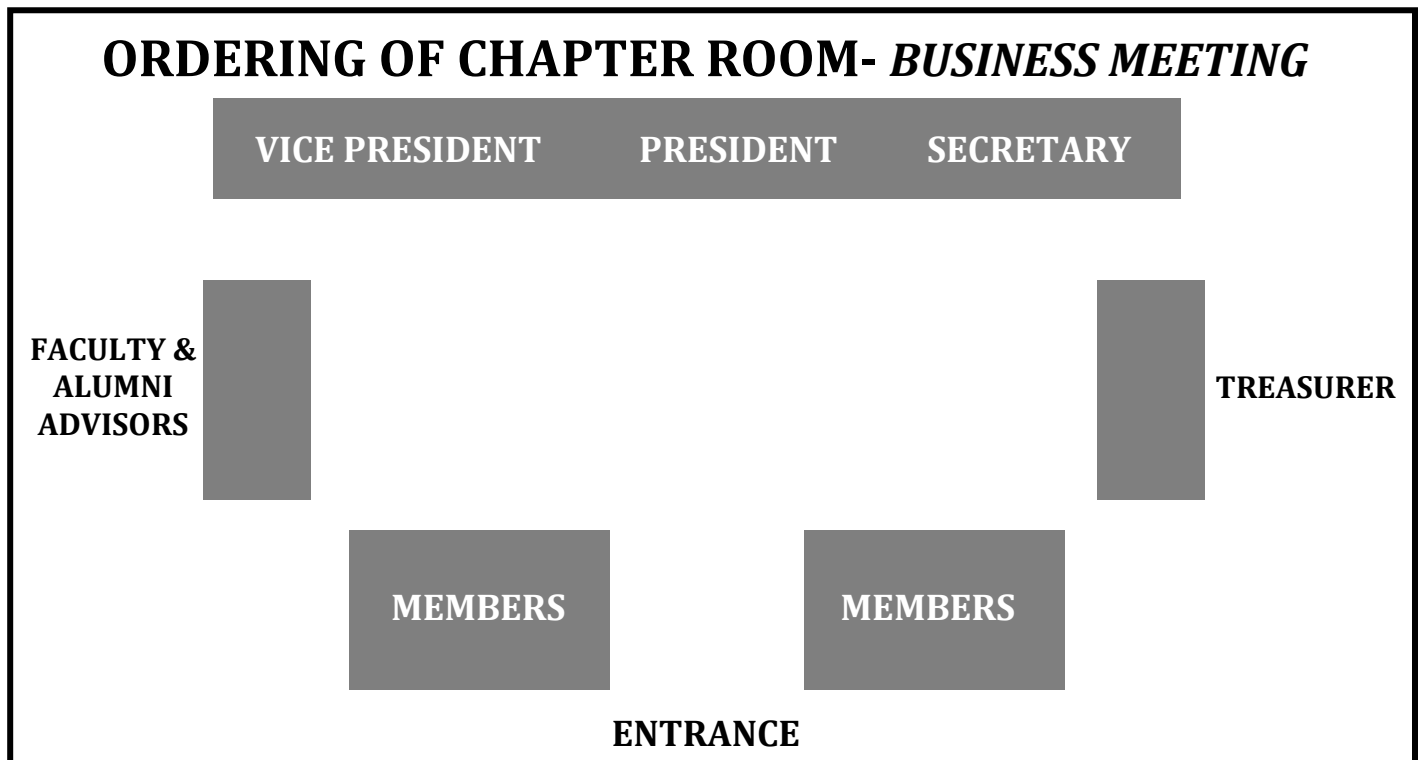 ORDERING OF CHAPTER ROOM- BUSINESS MEETING
VICE PRESIDENT PRESIDENT SECRETARY
FACULTY &
ALUMNI
ADVISORS
TREASURER
MEMBERS MEMBERS
ENTRANCE